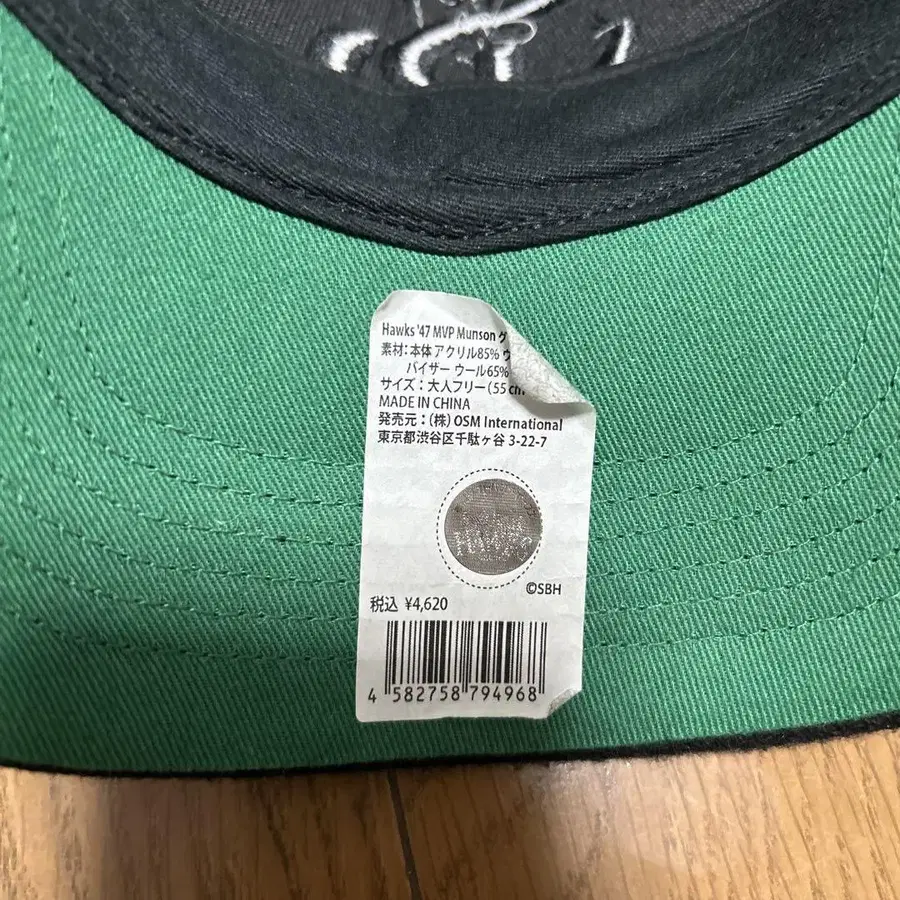 Hawks '47 MVP Munson グ
素材：本体 アクリル85% ウ
バイザー ウール65%
サイズ：大人フリー (55 cm
MADE IN CHINA
発売元：(株) OSM International
東京都渋谷区千駄ヶ谷 3-22-7
HAWKS
©SBH
税込 ¥4,620
4 582758 794968